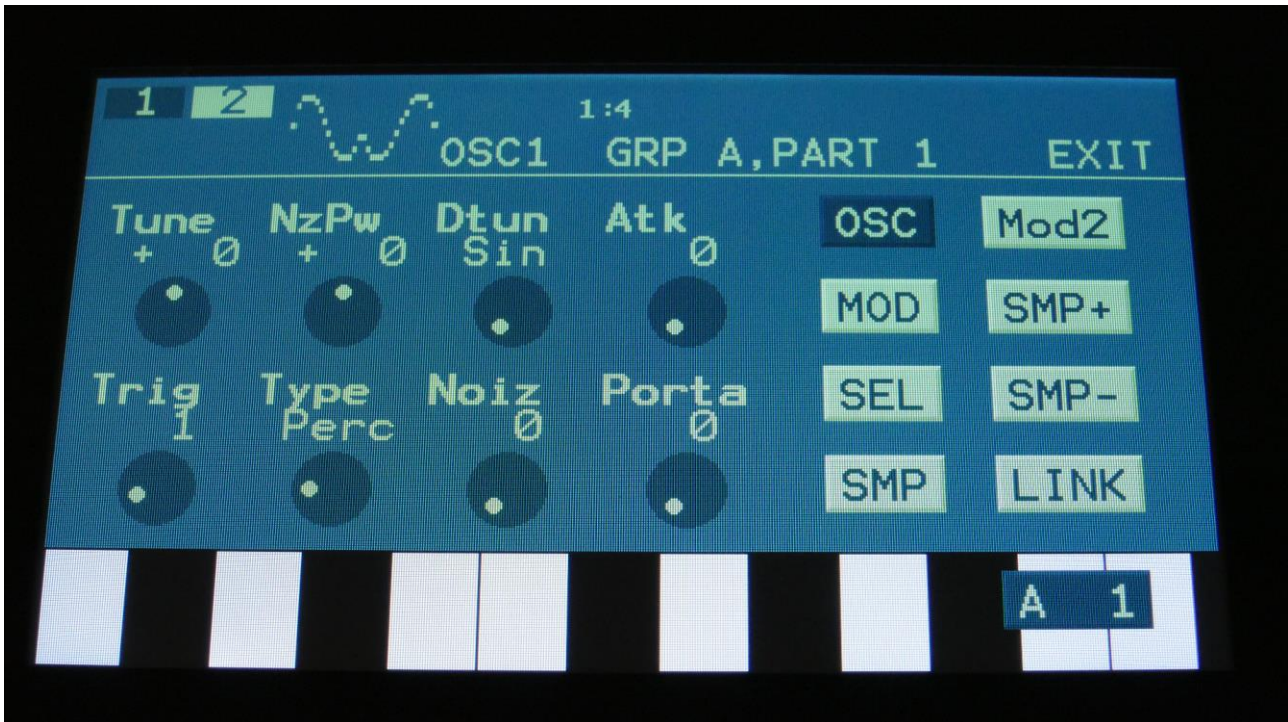 1 2 1:4
OSC1 GRP A,PART 1 EXIT
Tune NzPw Dtun Atk OSC Mod2
+ 0 + 0 Sin 0
MOD SMP+
Trig Type Noiz Porta SEL SMP-
1 Perc 0 0
SMP LINK
A 1